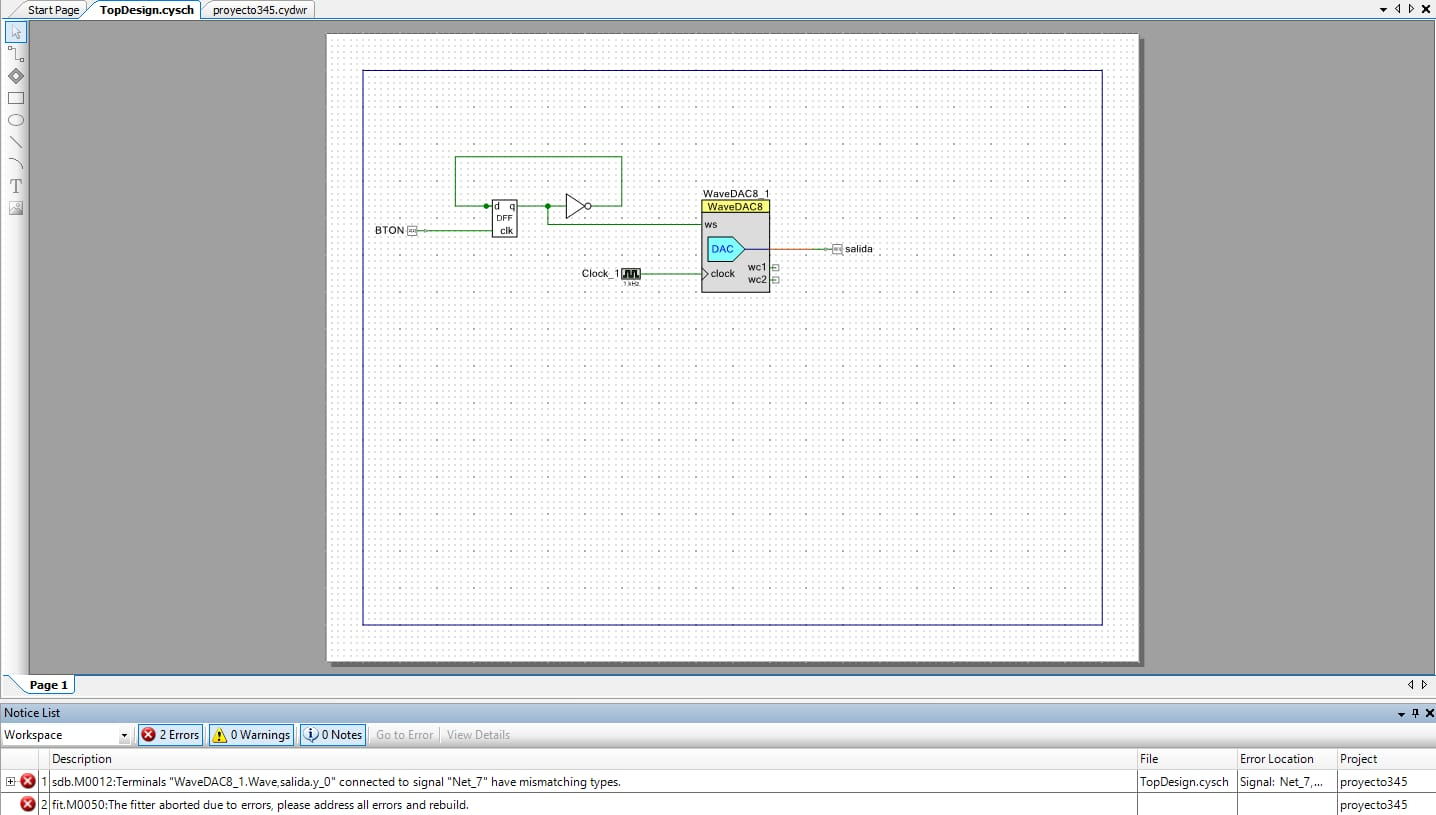 Start Page TopDesign.cysch proyecto345.cydwr
T
WaveDAC8_1
WaveDAC8
d q
DFF
clk
ws
BTON
DAC
salida
wc1
Clock_1
clock
1 kHz
wc2
Page 1
Notice List
Workspace 2 Errors 0 Warnings 0 Notes Go to Error View Details
Description File Error Location Project
1 sdb.M0012:Terminals "WaveDAC8_1.Wave,salida.y_0" connected to signal "Net_7" have mismatching types. TopDesign.cysch Signal: Net_7,... proyecto345
2 fit.M0050:The fitter aborted due to errors, please address all errors and rebuild. proyecto345